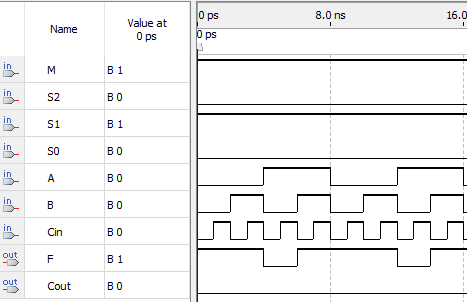 Name
Value at
0 ps
0 ps
8.0 ns
16.0
0 ps
in
M
B 1
in
S2
B 0
in
S1
B 1
in
S0
B 0
in
A
B 0
in
B
B 0
in
Cin
B 0
out
F
B 1
out
Cout
B 0